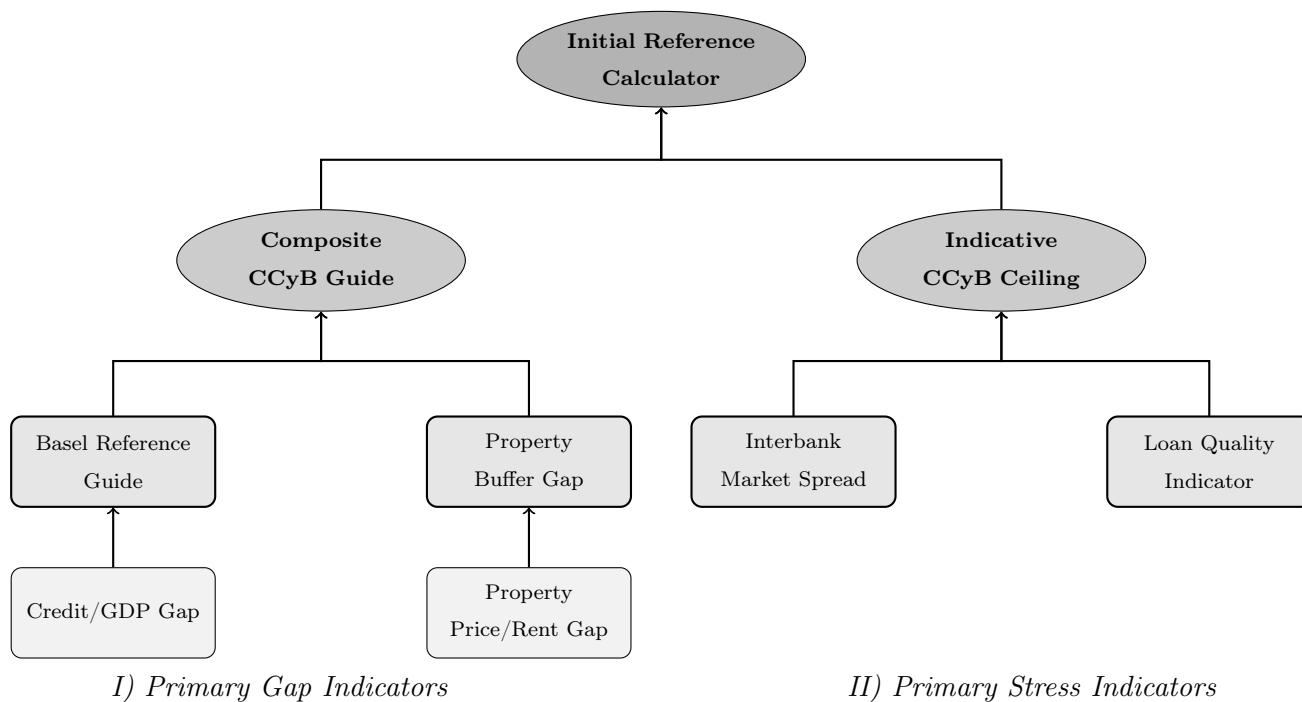 Initial Reference
Calculator
Composite
CCyB Guide
Indicative
CCyB Ceiling
Basel Reference
Guide
Property
Buffer Gap
Interbank
Market Spread
Loan Quality
Indicator
Credit/GDP Gap
Property
Price/Rent Gap
I) Primary Gap Indicators
II) Primary Stress Indicators